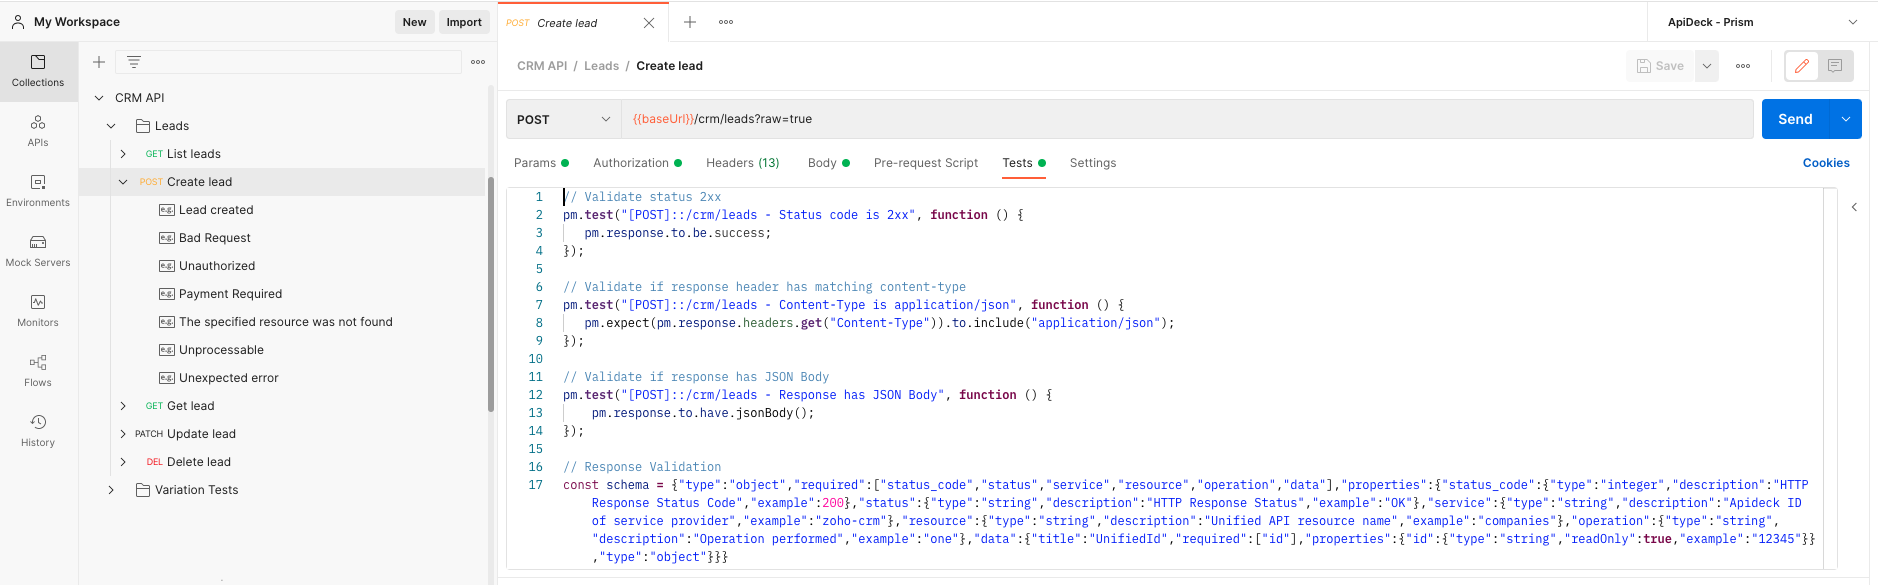 My Workspace
New
Import
POST Create lead
ApiDeck - Prism
Collections
APIs
Environments
Mock Servers
Monitors
Flows
History
CRM API
Leads
GET List leads
POST Create lead
e.g. Lead created
e.g. Bad Request
e.g. Unauthorized
e.g. Payment Required
e.g. The specified resource was not found
e.g. Unprocessable
e.g. Unexpected error
GET Get lead
PATCH Update lead
DEL Delete lead
Variation Tests
CRM API / Leads / Create lead
Save
POST
{{baseUrl}}/crm/leads?raw=true
Send
Params
Authorization
Headers (13)
Body
Pre-request Script
Tests
Settings
Cookies
1 // Validate status 2xx
2 pm.test("[POST]::/crm/leads - Status code is 2xx", function () {
3 pm.response.to.be.success;
4 });
5
6 // Validate if response header has matching content-type
7 pm.test("[POST]::/crm/leads - Content-Type is application/json", function () {
8 pm.expect(pm.response.headers.get("Content-Type")).to.include("application/json");
9 });
10
11 // Validate if response has JSON Body
12 pm.test("[POST]::/crm/leads - Response has JSON Body", function () {
13 pm.response.to.have.jsonBody();
14 });
15
16 // Response Validation
17 const schema = {"type":"object","required":["status_code","status","service","resource","operation","data"],"properties":{"status_code":{"type":"integer","description":"HTTP
Response Status Code","example":200},"status":{"type":"string","description":"HTTP Response Status","example":"OK"},"service":{"type":"string","description":"Apideck ID
of service provider","example":"zoho-crm"},"resource":{"type":"string","description":"Unified API resource name","example":"companies"},"operation":{"type":"string",
"description":"Operation performed","example":"one"},"data":{"title":"UnifiedId","required":["id"],"properties":{"id":{"type":"string","readOnly":true,"example":"12345"}}
,"type":"object"}}}